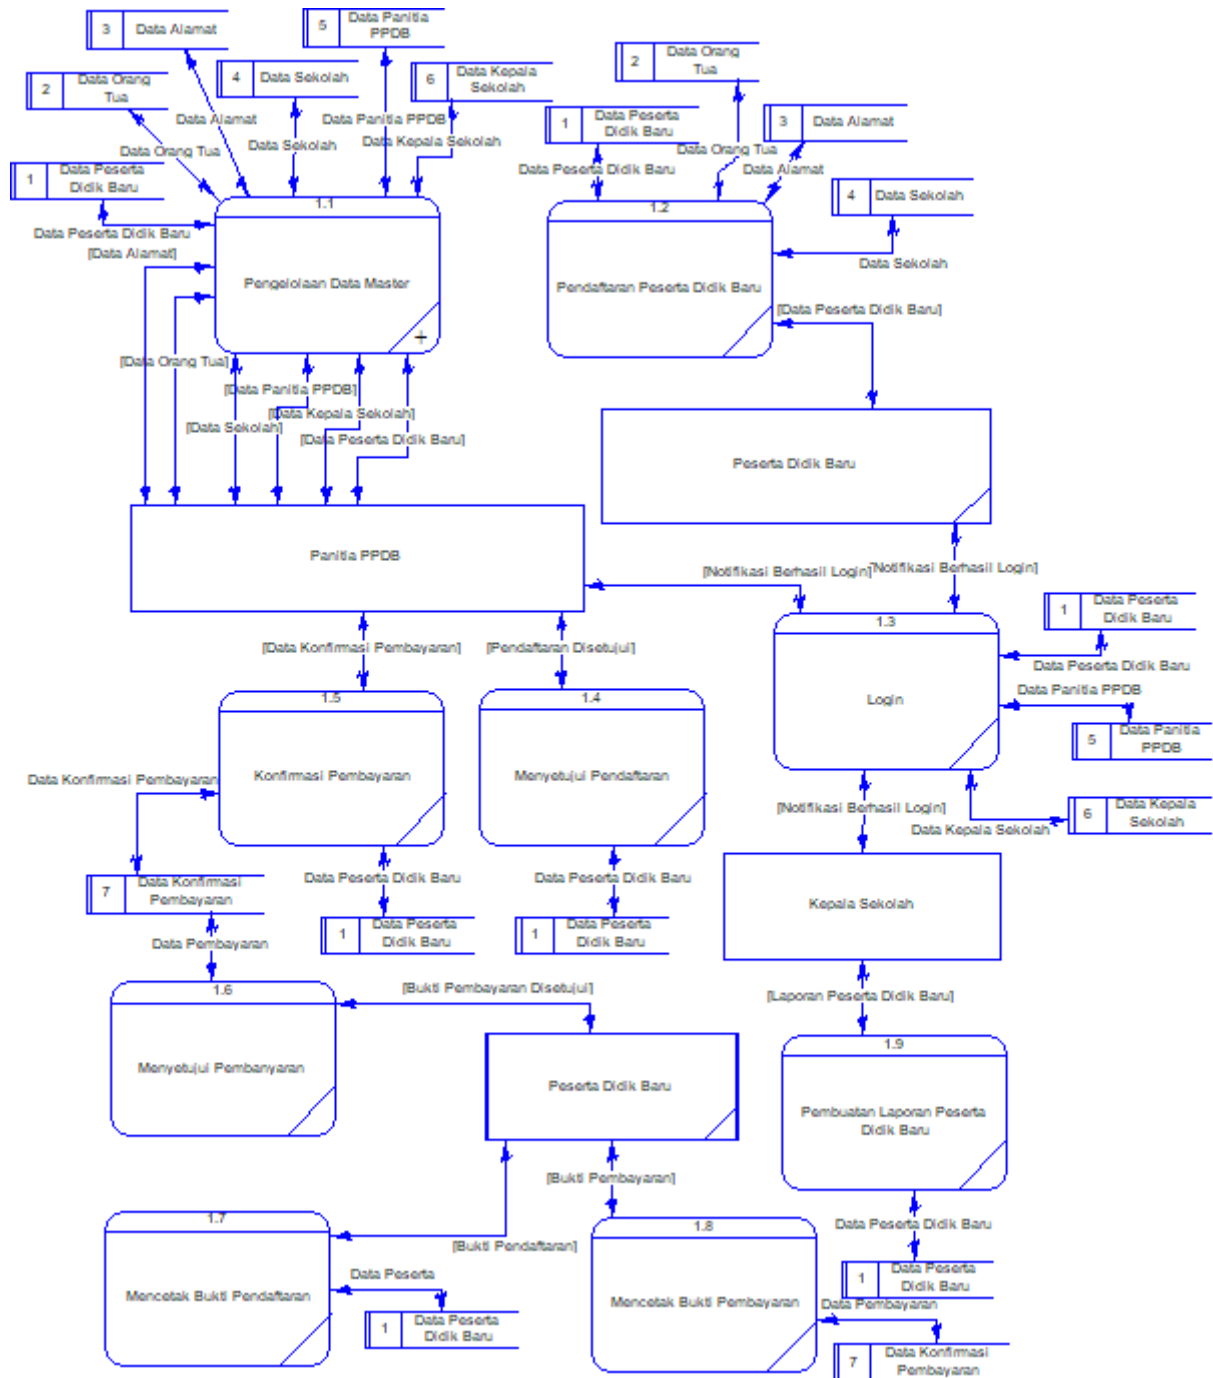 3 Data Alamat
5 Data Panitia
PPDB
2 Data Orang
Tua
4 Data Sekolah
6 Data Kepala
Sekolah
2 Data Orang
Tua
1 Data Peserta
Didik Baru
3 Data Alamat
Data Alamat
Data Panitia PPDB
Data Orang Tua
Data Sekolah
Data Kepala Sekolah
Data Orang Tua
Data Peserta Didik Baru
Data Alamat
1 Data Peserta
Didik Baru
4 Data Sekolah
Data Peserta Didik Baru
[Data Alamat]
1.1
Pengelolaan Data Master
+
1.2
Pendaftaran Peserta Didik Baru
Data Sekolah
[Data Peserta Didik Baru]
[Data Orang Tua]
[Data Panitia PPDB]
[Data Kepala Sekolah]
[Data Sekolah]
[Data Peserta Didik Baru]
Peserta Didik Baru
Panitia PPDB
[Notifikasi Berhasil Login]
[Notifikasi Berhasil Login]
1 Data Peserta
Didik Baru
1.3
Login
Data Peserta Didik Baru
Data Panitia PPDB
5 Data Panitia
PPDB
[Data Konfirmasi Pembayaran]
[Pendaftaran Disetujui]
1.5
Konfirmasi Pembayaran
1.4
Menyetujui Pendaftaran
Data Konfirmasi Pembayaran
[Notifikasi Berhasil Login]
Data Kepala Sekolah
6 Data Kepala
Sekolah
7 Data Konfirmasi
Pembayaran
Data Peserta Didik Baru
Data Peserta Didik Baru
Kepala Sekolah
1 Data Peserta
Didik Baru
1 Data Peserta
Didik Baru
Data Pembayaran
1.6
Menyetujui Pembanyaran
[Bukti Pembayaran Disetujui]
[Laporan Peserta Didik Baru]
1.9
Pembuatan Laporan Peserta
Didik Baru
Peserta Didik Baru
[Bukti Pembayaran]
1.7
Mencetak Bukti Pendaftaran
[Bukti Pendaftaran]
1.8
Mencetak Bukti Pembayaran
Data Peserta Didik Baru
1 Data Peserta
Didik Baru
Data Peserta
1 Data Peserta
Didik Baru
Data Pembayaran
7 Data Konfirmasi
Pembayaran